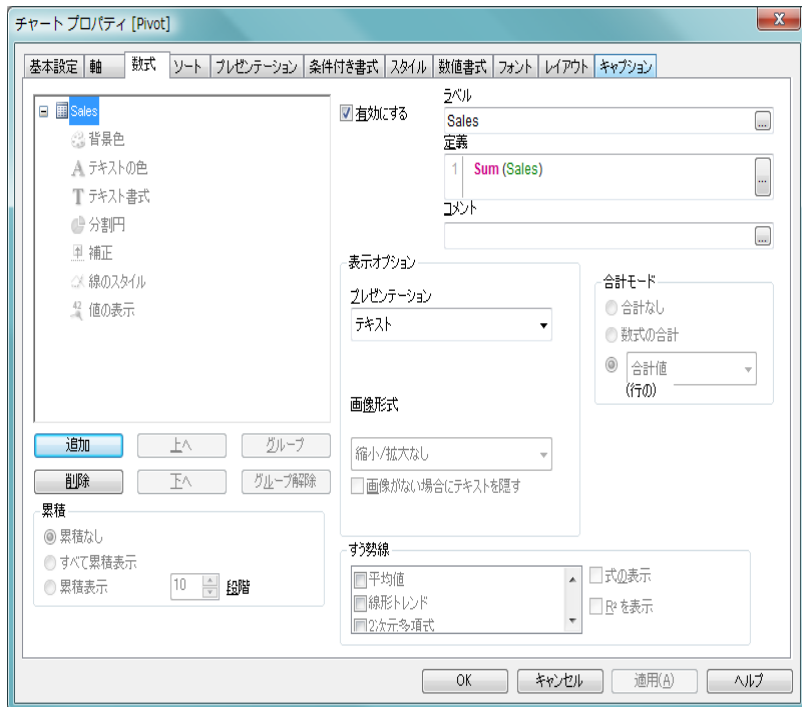 チャート プロパティ [Pivot]
基本設定 軸 数式 ソート プレゼンテーション 条件付き書式 スタイル 数値書式 フォント レイアウト キャプション
Sales
背景色
テキストの色
テキスト書式
分割円
補正
線のスタイル
値の表示
追加 上へ グループ
削除 下へ グループ解除
累積
累積なし
すべて累積表示
累積表示 10 段階
有効にする
ラベル
Sales
定義
1 Sum (Sales)
コメント
表示オプション
プレゼンテーション
テキスト
画像形式
縮小/拡大なし
画像がない場合にテキストを隠す
合計モード
合計なし
数式の合計
合計値
(行の)
すう勢線
平均値
線形トレンド
2次元多項式
式の表示
R² を表示
OK キャンセル 適用(A) ヘルプ